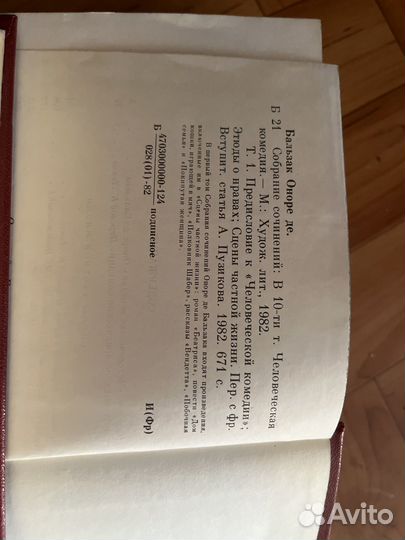 Бальзак Оноре де.
Б 21 Собрание сочинений: В 10-ти т. Человеческая
комедия. — М.: Худож. лит., 1982.
Т. 1. Предисловие к «Человеческой комедии»;
Этюды о нравах; Сцены частной жизни. Пер. с фр.
Вступит. статья А. Пузикова. 1982. 671 с.
В первый том Собрания сочинений Оноре де Бальзака входят произведения,
включенные им в «Сцены частной жизни»: роман «Беатриса», повести «Дом
кошки, играющей в мяч», «Полковник Шабер», рассказы «Вендетта», «Побочная
семья» и «Покинутая женщина».
Б 4703000000-124
028(01)-82 подписное
И(Фр)
Avito